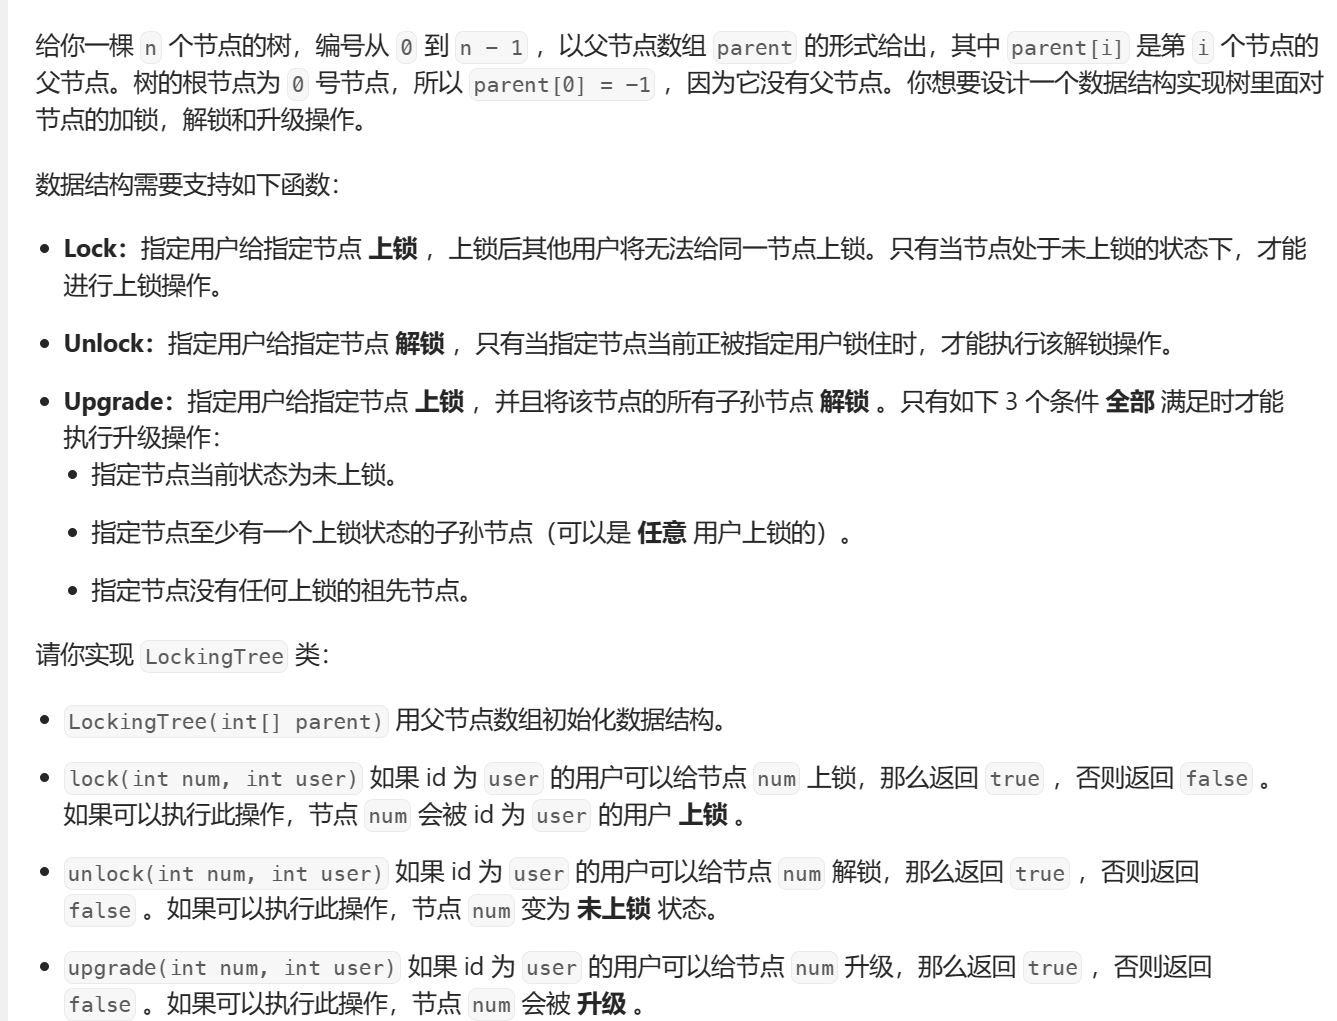 给你一棵 n 个节点的树，编号从 0 到 n - 1 ，以父节点数组 parent 的形式给出，其中 parent[i] 是第 i 个节点的
父节点。树的根节点为 0 号节点，所以 parent[0] = -1 ，因为它没有父节点。你想要设计一个数据结构实现树里面对
节点的加锁，解锁和升级操作。
数据结构需要支持如下函数：
• Lock：指定用户给指定节点 上锁 ，上锁后其他用户将无法给同一节点上锁。只有当节点处于未上锁的状态下，才能
进行上锁操作。
• Unlock：指定用户给指定节点 解锁 ，只有当指定节点当前正被指定用户锁住时，才能执行该解锁操作。
• Upgrade：指定用户给指定节点 上锁 ，并且将该节点的所有子孙节点 解锁 。只有如下 3 个条件 全部 满足时才能
执行升级操作：
• 指定节点当前状态为未上锁。
• 指定节点至少有一个上锁状态的子孙节点（可以是 任意 用户上锁的）。
• 指定节点没有任何上锁的祖先节点。
请你实现 LockingTree 类：
• LockingTree(int[] parent) 用父节点数组初始化数据结构。
• lock(int num, int user) 如果 id 为 user 的用户可以给节点 num 上锁，那么返回 true ，否则返回 false 。
如果可以执行此操作，节点 num 会被 id 为 user 的用户 上锁 。
• unlock(int num, int user) 如果 id 为 user 的用户可以给节点 num 解锁，那么返回 true ，否则返回
false 。如果可以执行此操作，节点 num 变为 未上锁 状态。
• upgrade(int num, int user) 如果 id 为 user 的用户可以给节点 num 升级，那么返回 true ，否则返回
false 。如果可以执行此操作，节点 num 会被 升级 。